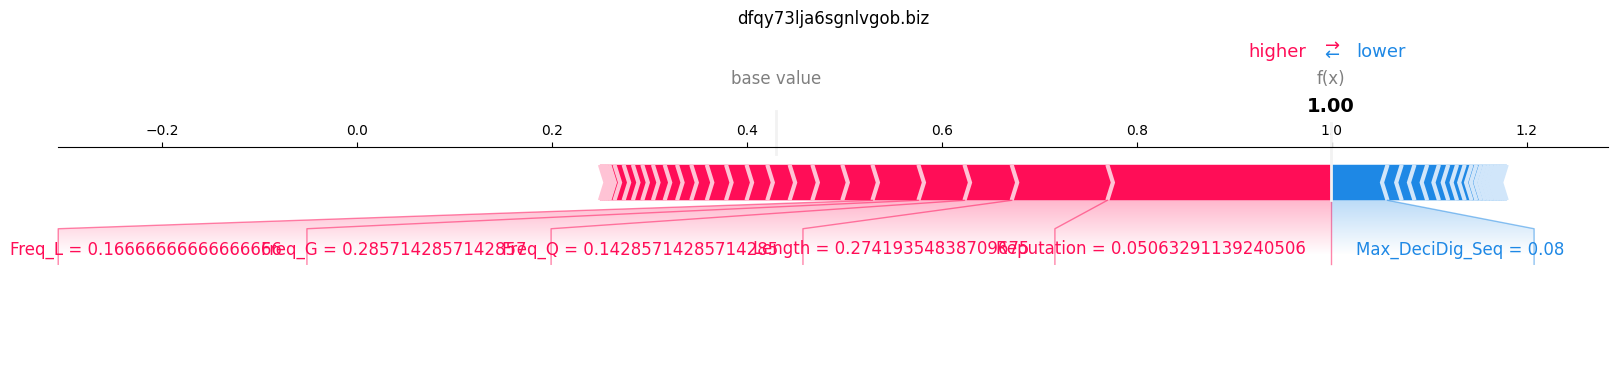 dfqy73lja6sgnlvgob.biz
higher ⇄ lower
base value f(x)
1.00
−0.2 0.0 0.2 0.4 0.6 0.8 1.0 1.2
Freq_L = 0.16666666666666666 Freq_G = 0.2857142857142857 Freq_Q = 0.14285714285714285 Length = 0.27419354838709675 Reputation = 0.05063291139240506 Max_DeciDig_Seq = 0.08